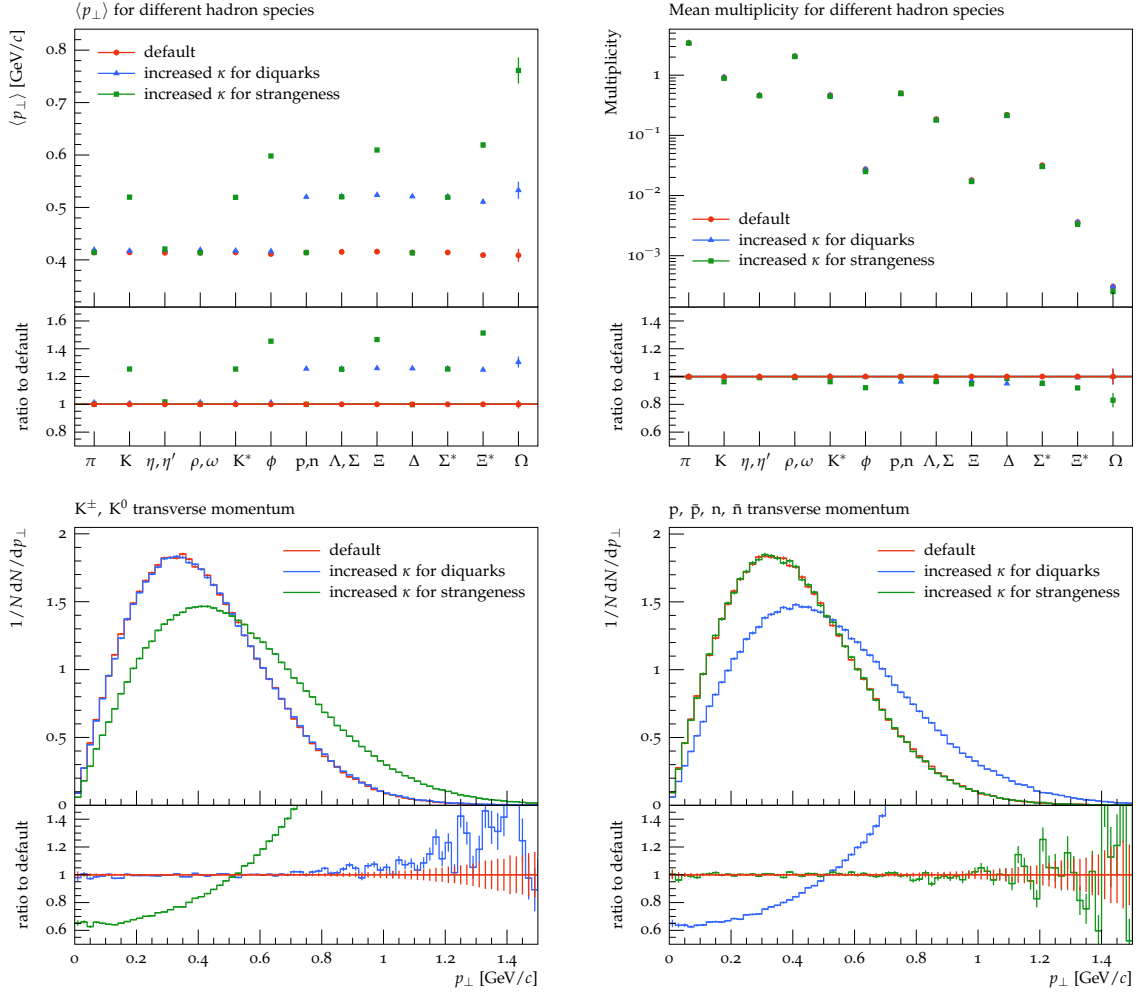 ⟨p⊥⟩ for different hadron species
⟨p⊥⟩ [GeV/c]
0.8
0.7
0.6
0.5
0.4
default
increased κ for diquarks
increased κ for strangeness
ratio to default
1.6
1.4
1.2
1
0.8
π K η, η′ ρ, ω K* ϕ p,n Λ, Σ Ξ Δ Σ* Ξ* Ω
Mean multiplicity for different hadron species
Multiplicity
1
10⁻¹
10⁻²
10⁻³
default
increased κ for diquarks
increased κ for strangeness
ratio to default
1.4
1.2
1
0.8
0.6
π K η, η′ ρ, ω K* ϕ p,n Λ, Σ Ξ Δ Σ* Ξ* Ω
K±, K⁰ transverse momentum
1/N dN/dp⊥
2
1.5
1
0.5
0
default
increased κ for diquarks
increased κ for strangeness
ratio to default
1.4
1.2
1
0.8
0.6
0 0.2 0.4 0.6 0.8 1 1.2 1.4
p⊥ [GeV/c]
p, p̄, n, n̄ transverse momentum
1/N dN/dp⊥
2
1.5
1
0.5
0
default
increased κ for diquarks
increased κ for strangeness
ratio to default
1.4
1.2
1
0.8
0.6
0 0.2 0.4 0.6 0.8 1 1.2 1.4
p⊥ [GeV/c]